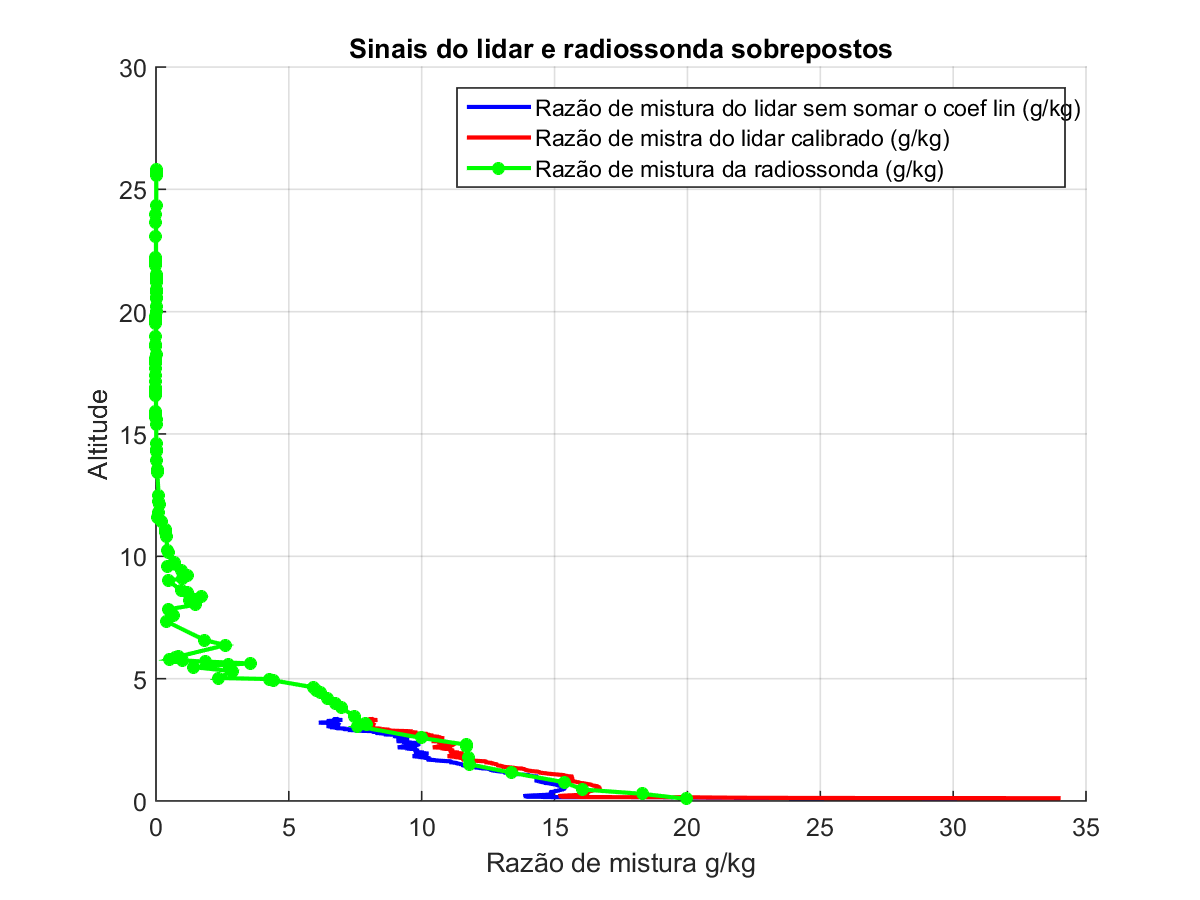 Sinais do lidar e radiossonda sobrepostos
Razão de mistura do lidar sem somar o coef lin (g/kg)
Razão de mistra do lidar calibrado (g/kg)
Razão de mistura da radiossonda (g/kg)
30
25
20
15
10
5
0
Altitude
0 5 10 15 20 25 30 35
Razão de mistura g/kg